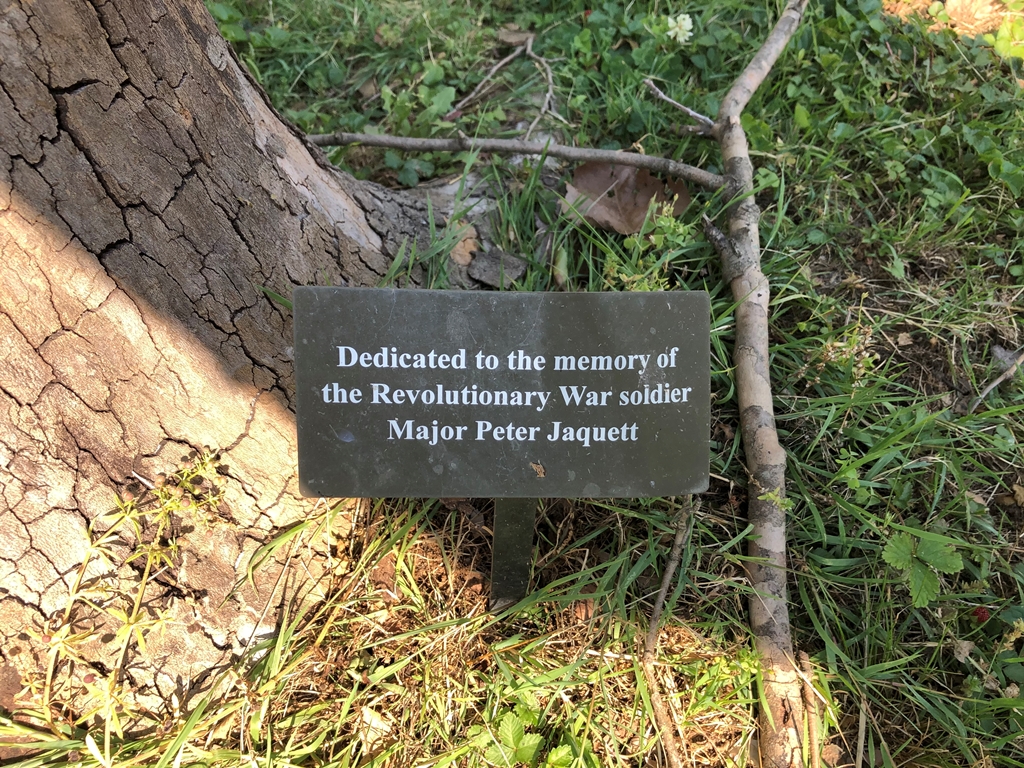 Dedicated to the memory of
the Revolutionary War soldier
Major Peter Jaquett